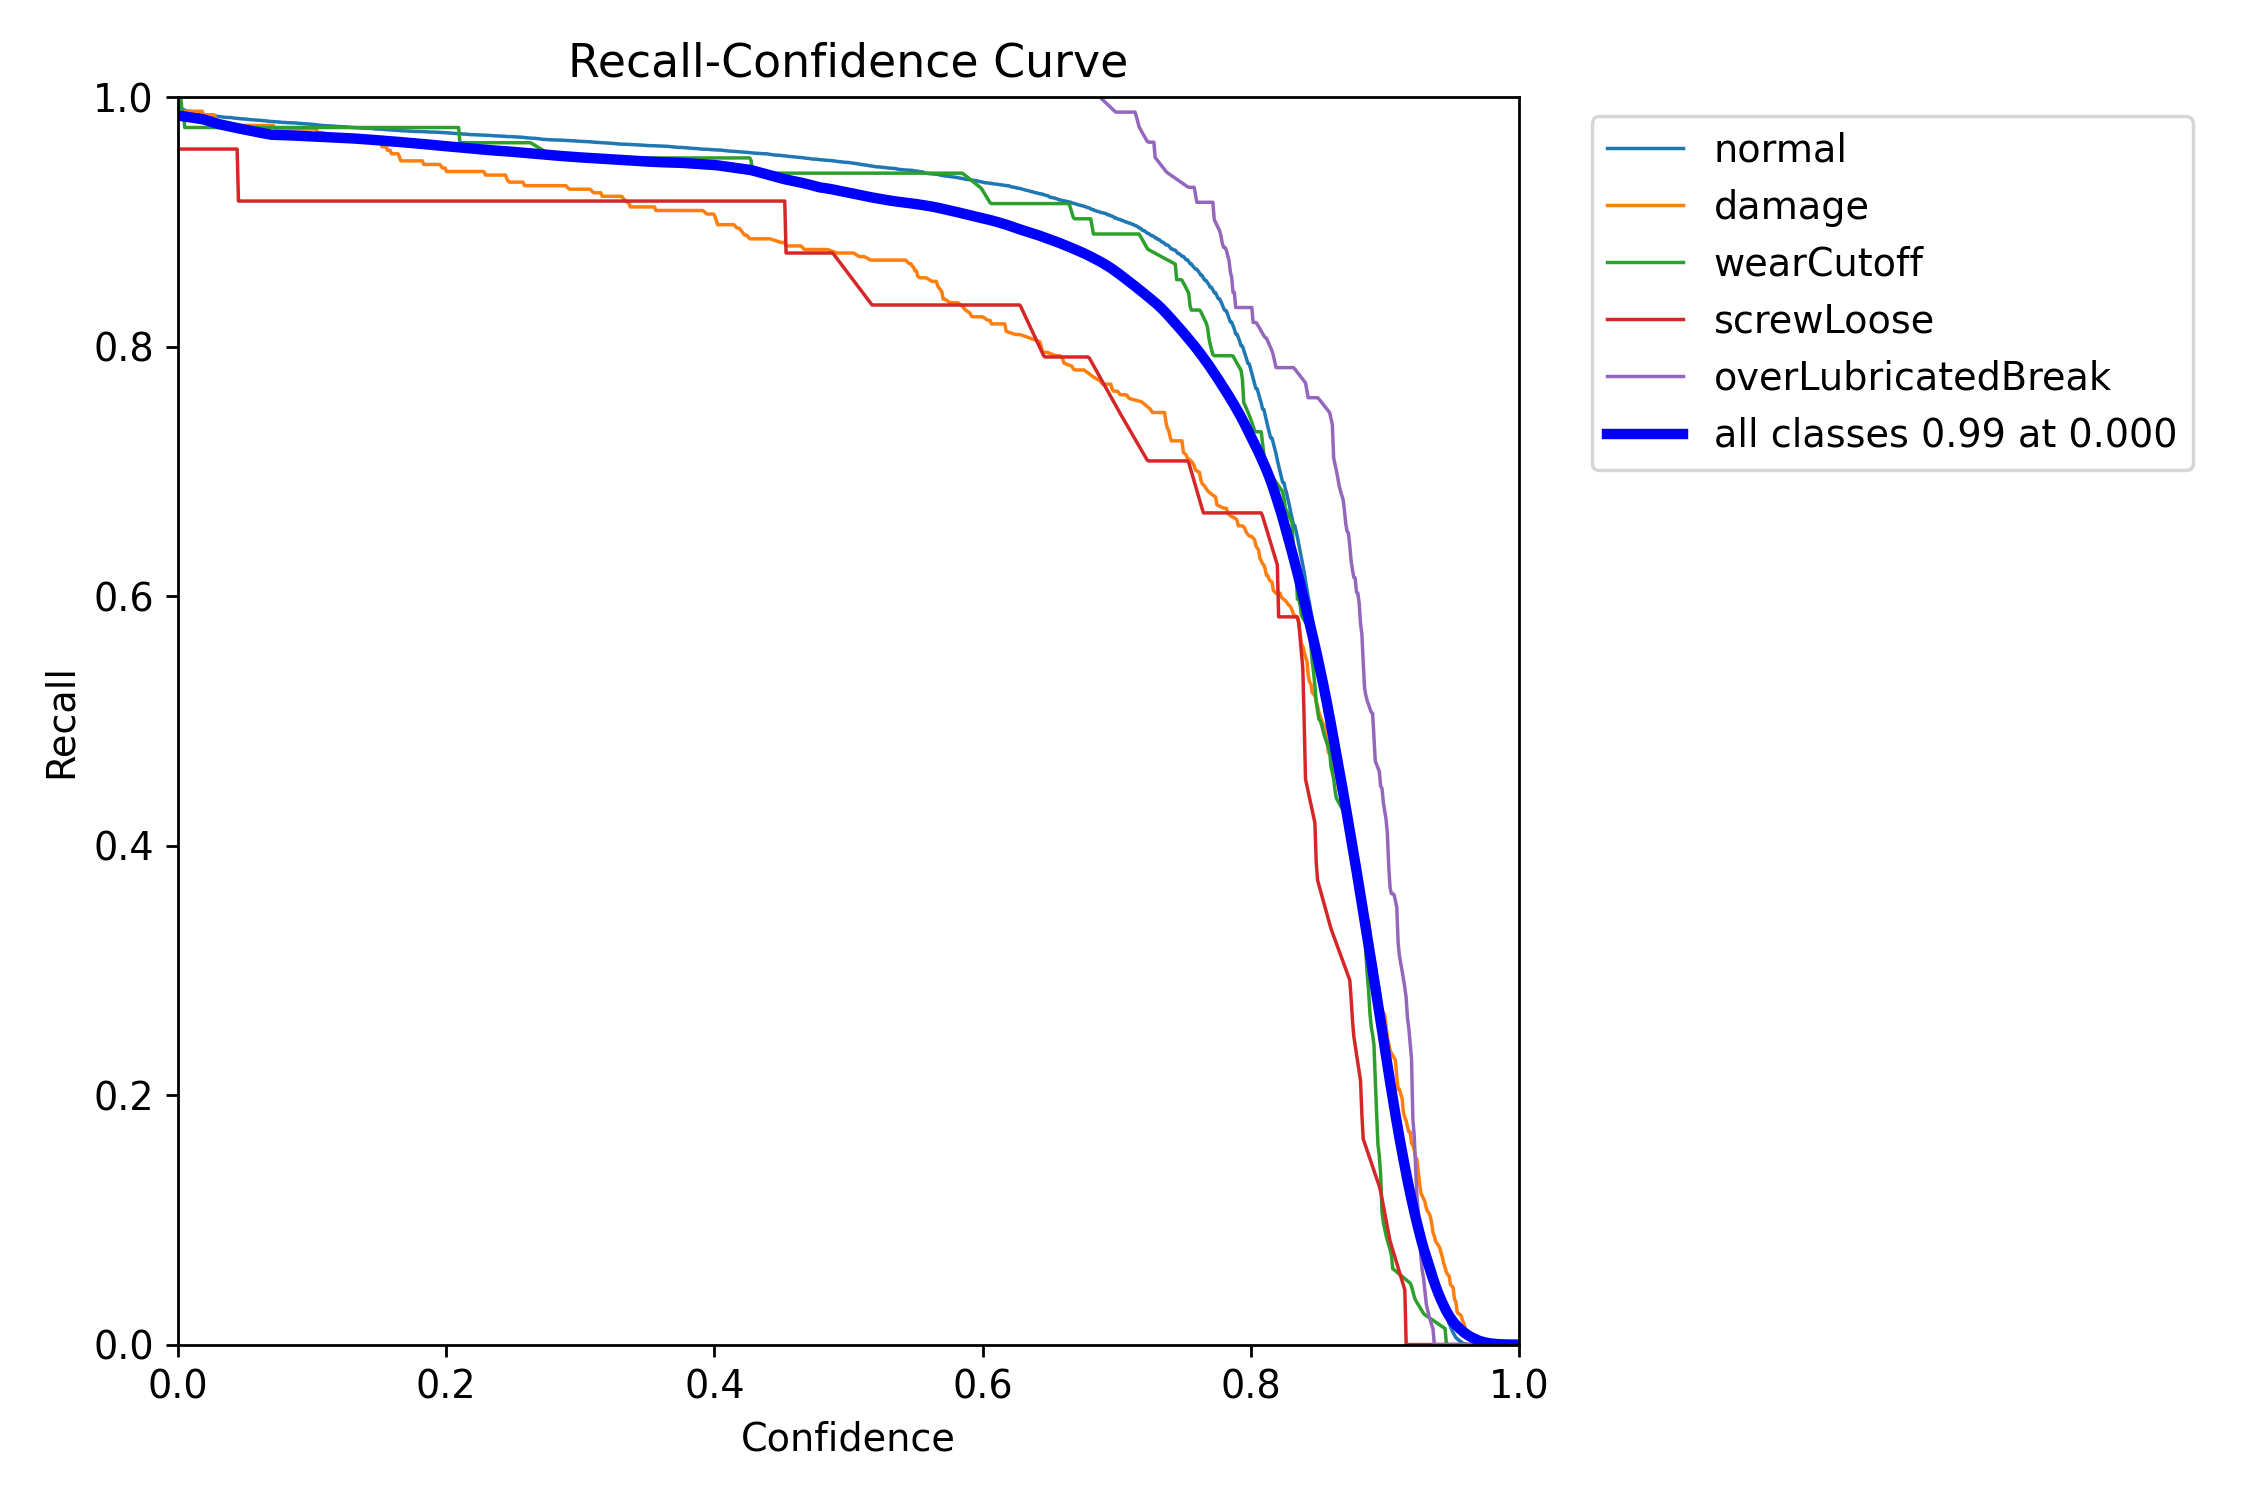 Recall-Confidence Curve
1.0
0.8
0.6
0.4
0.2
0.0
Recall
0.0 0.2 0.4 0.6 0.8 1.0
Confidence
normal
damage
wearCutoff
screwLoose
overLubricatedBreak
all classes 0.99 at 0.000